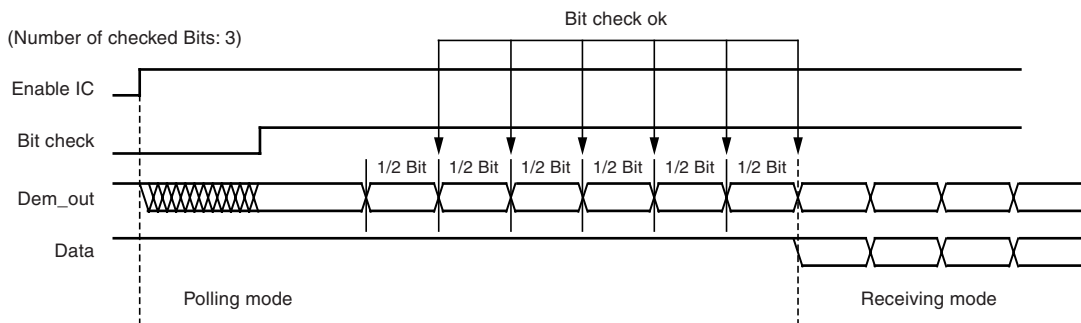 Bit check ok
(Number of checked Bits: 3)
Enable IC
Bit check
1/2 Bit 1/2 Bit 1/2 Bit 1/2 Bit 1/2 Bit 1/2 Bit
Dem_out
Data
Polling mode Receiving mode